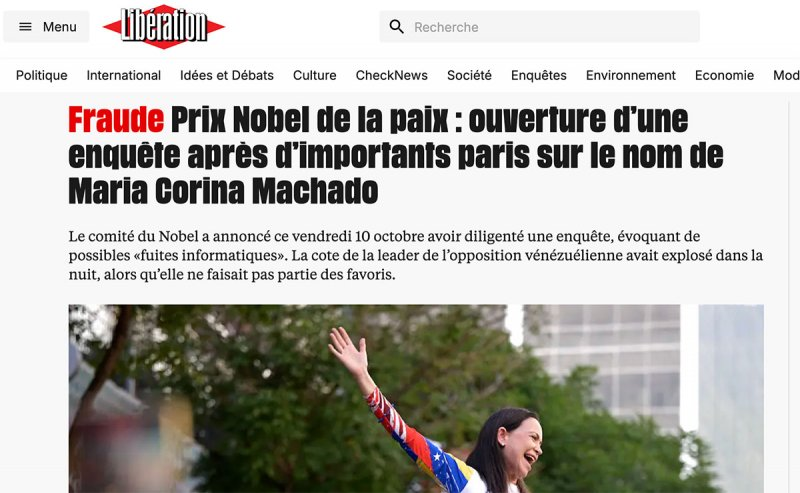 Menu
Libération
Recherche
Politique International Idées et Débats Culture CheckNews Société Enquêtes Environnement Economie Mod
Fraude Prix Nobel de la paix : ouverture d’une
enquête après d’importants paris sur le nom de
Maria Corina Machado
Le comité du Nobel a annoncé ce vendredi 10 octobre avoir diligenté une enquête, évoquant de
possibles «fuites informatiques». La cote de la leader de l’opposition vénézuélienne avait explosé dans la
nuit, alors qu’elle ne faisait pas partie des favoris.